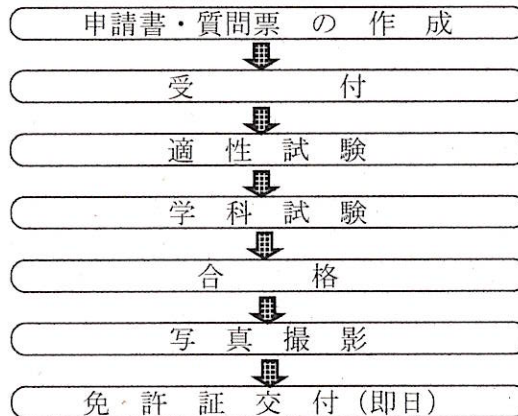 申請書・質問票の作成
受付
適性試験
学科試験
合格
写真撮影
免許証交付(即日)